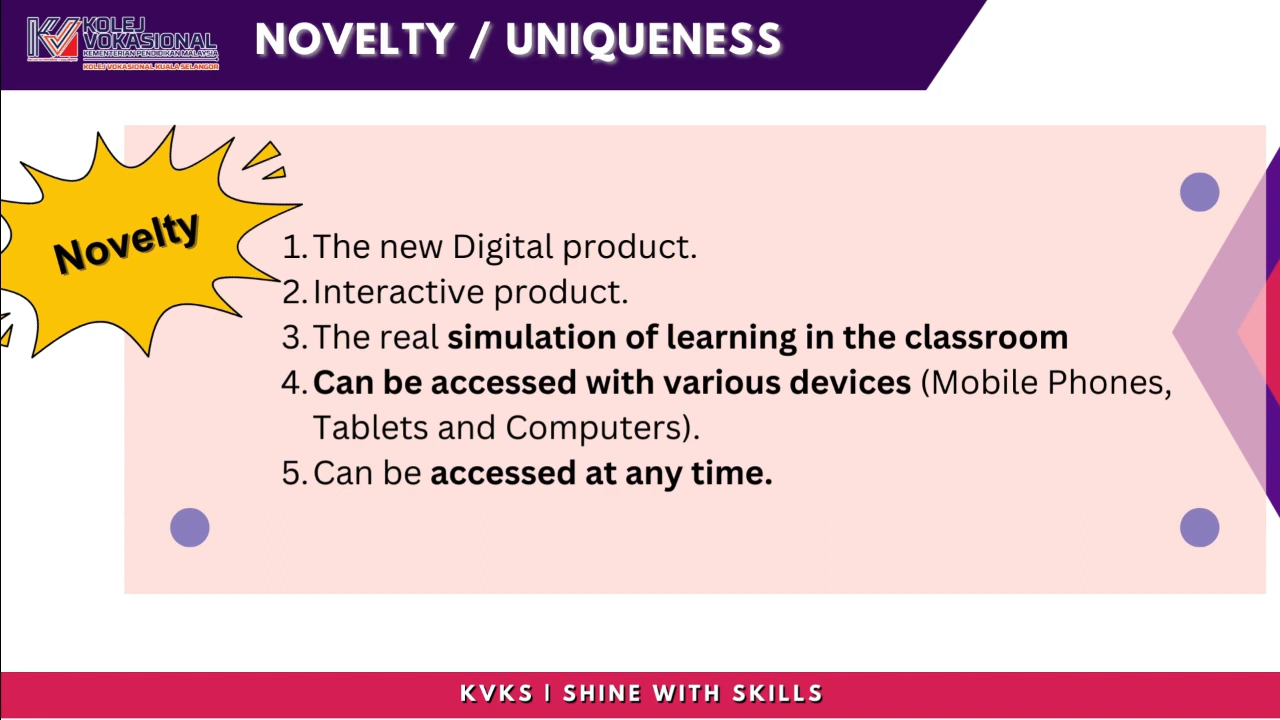 KOLEJ
VOKASIONAL
KEMENTERIAN PENDIDIKAN MALAYSIA
KOLEJ VOKASIONAL KUALA SELANGOR
NOVELTY / UNIQUENESS
Novelty
1. The new Digital product.
2. Interactive product.
3. The real simulation of learning in the classroom
4. Can be accessed with various devices (Mobile Phones,
Tablets and Computers).
5. Can be accessed at any time.
KVKS | SHINE WITH SKILLS